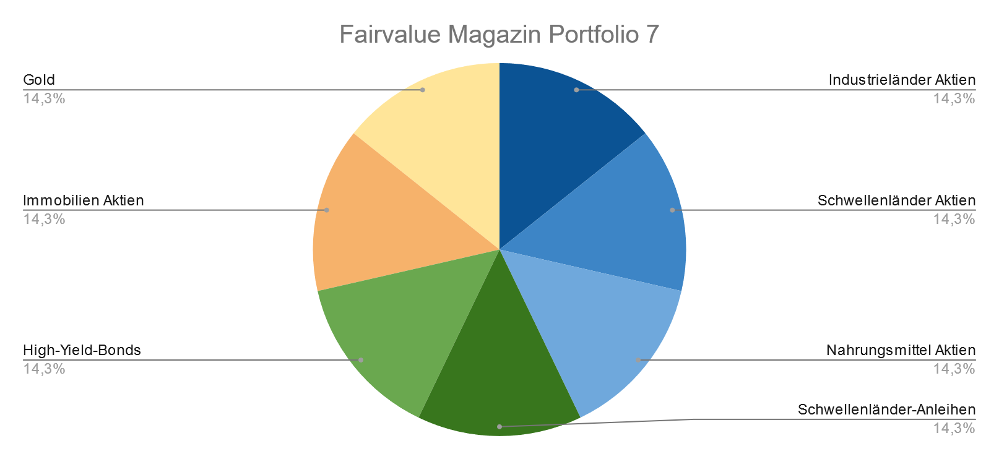 Fairvalue Magazin Portfolio 7
Gold
14,3%
Industrieländer Aktien
14,3%
Immobilien Aktien
14,3%
Schwellenländer Aktien
14,3%
High-Yield-Bonds
14,3%
Nahrungsmittel Aktien
14,3%
Schwellenländer-Anleihen
14,3%